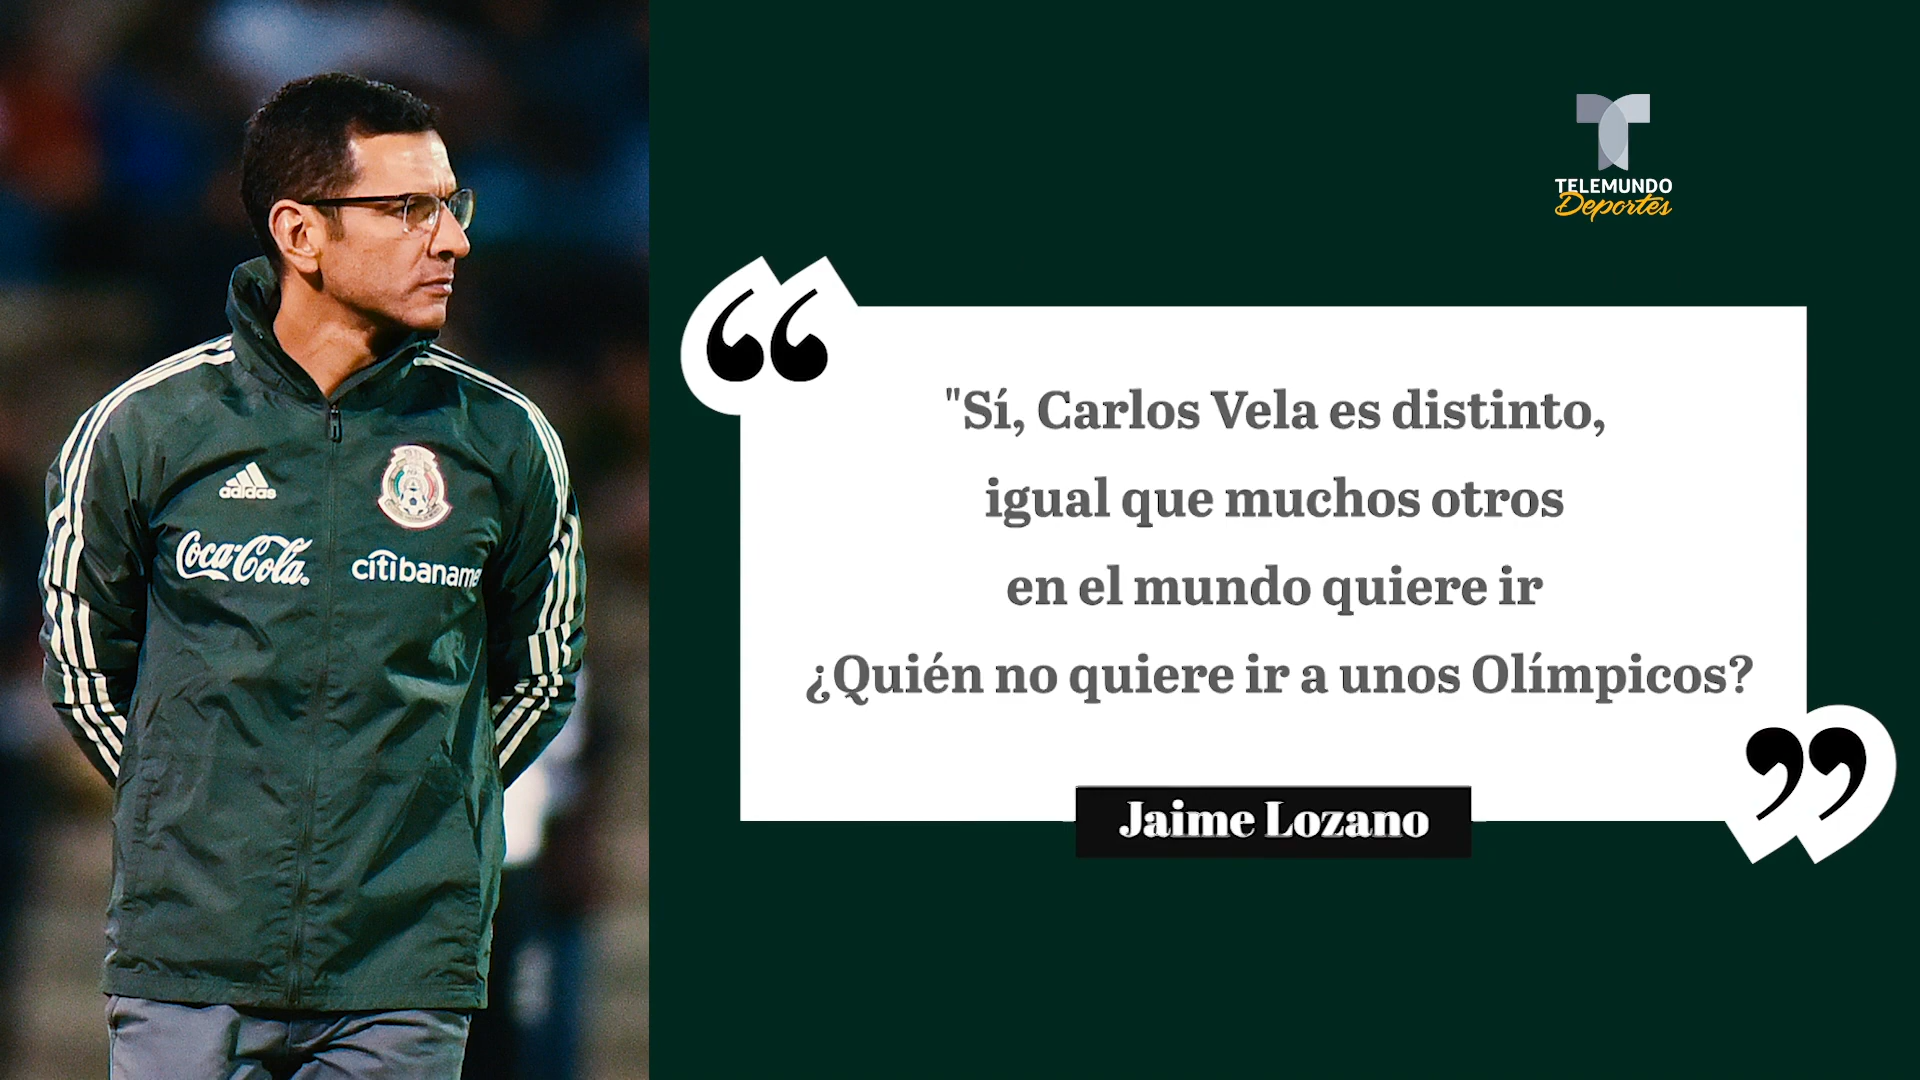 TELEMUNDO
Deportes
"Sí, Carlos Vela es distinto,
igual que muchos otros
en el mundo quiere ir
¿Quién no quiere ir a unos Olímpicos?
Jaime Lozano
adidas
Coca-Cola
citibaname